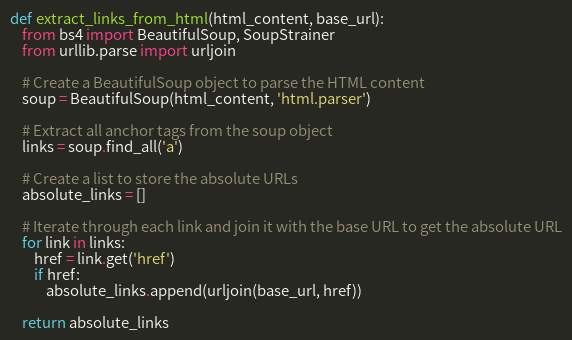 def extract_links_from_html(html_content, base_url):
    from bs4 import BeautifulSoup, SoupStrainer
    from urllib.parse import urljoin

    # Create a BeautifulSoup object to parse the HTML content
    soup = BeautifulSoup(html_content, 'html.parser')

    # Extract all anchor tags from the soup object
    links = soup.find_all('a')

    # Create a list to store the absolute URLs
    absolute_links = []

    # Iterate through each link and join it with the base URL to get the absolute URL
    for link in links:
        href = link.get('href')
        if href:
            absolute_links.append(urljoin(base_url, href))

    return absolute_links